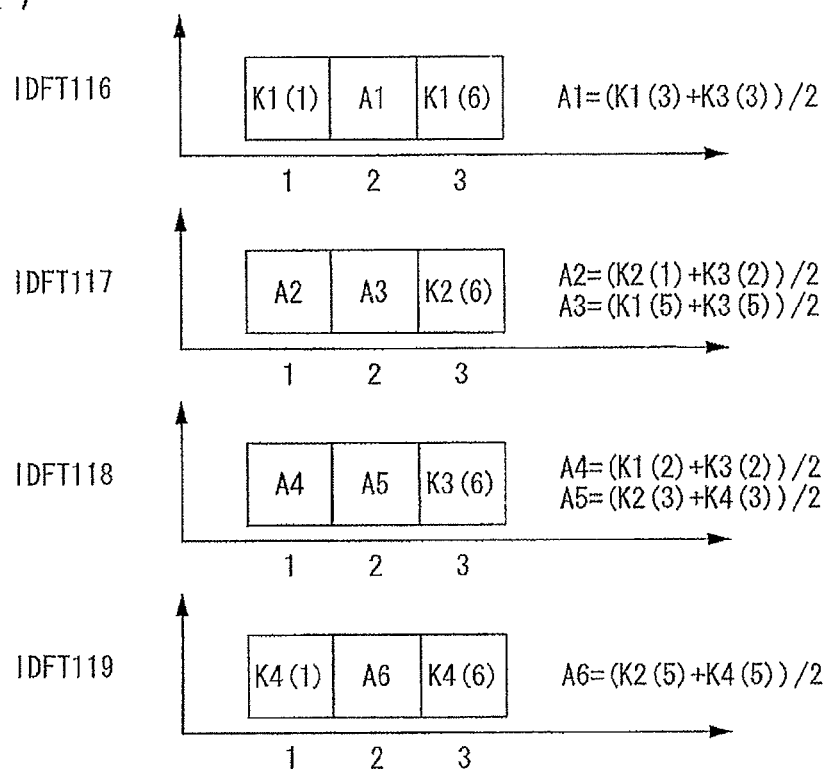 IDFT116
K1(1) A1 K1(6)
A1=(K1(3)+K3(3))/2
1 2 3
IDFT117
A2 A3 K2(6)
A2=(K2(1)+K3(2))/2
A3=(K1(5)+K3(5))/2
1 2 3
IDFT118
A4 A5 K3(6)
A4=(K1(2)+K3(2))/2
A5=(K2(3)+K4(3))/2
1 2 3
IDFT119
K4(1) A6 K4(6)
A6=(K2(5)+K4(5))/2
1 2 3